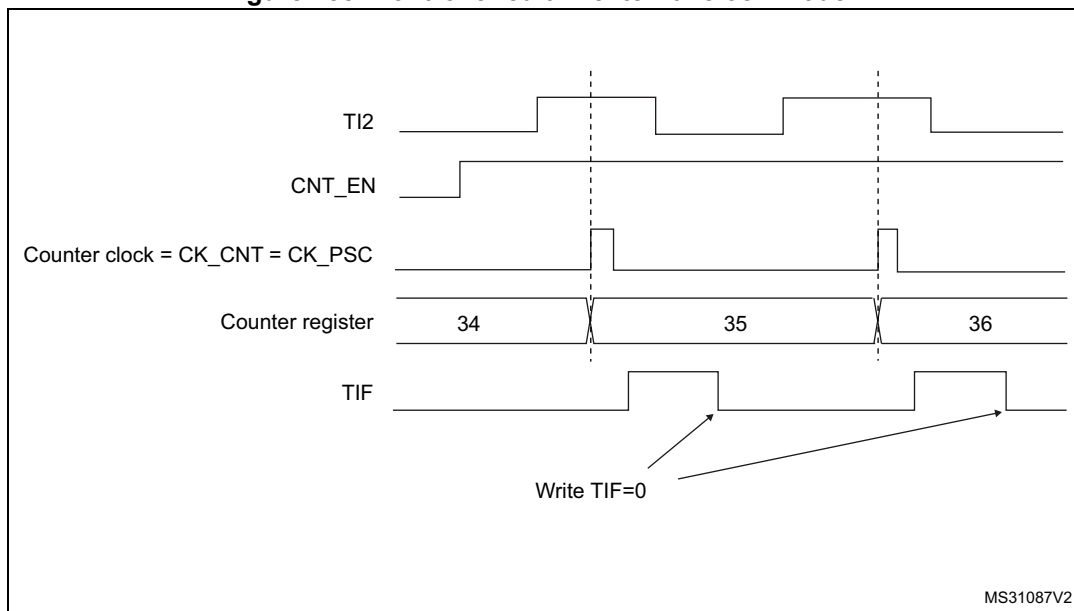 TI2
CNT_EN
Counter clock = CK_CNT = CK_PSC
Counter register
34
35
36
TIF
Write TIF=0
MS31087V2